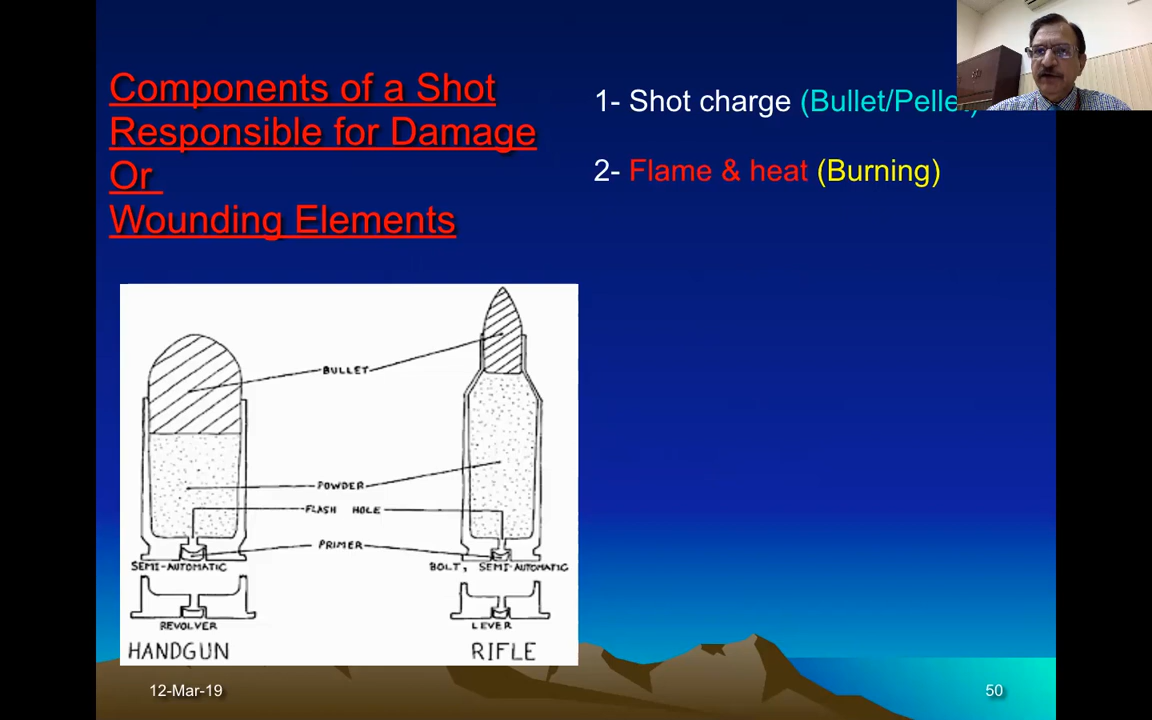 Components of a Shot
Responsible for Damage
Or
Wounding Elements
1- Shot charge (Bullet/Pellet)
2- Flame & heat (Burning)
BULLET
POWDER
FLASH HOLE
PRIMER
SEMI-AUTOMATIC
BOLT, SEMI-AUTOMATIC
REVOLVER
LEVER
HANDGUN
RIFLE
12-Mar-19
50